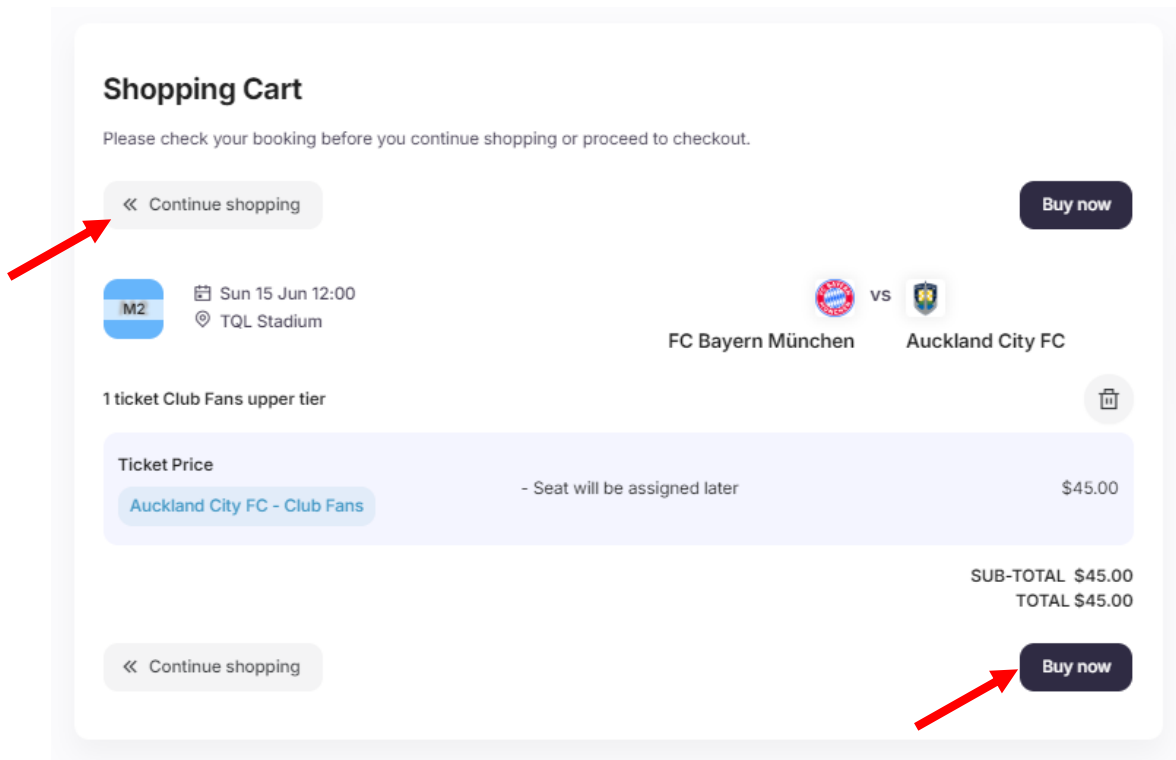 Shopping Cart
Please check your booking before you continue shopping or proceed to checkout.
Continue shopping
Buy now
M2
Sun 15 Jun 12:00
TQL Stadium
vs
FC Bayern München
Auckland City FC
1 ticket Club Fans upper tier
Ticket Price
Auckland City FC - Club Fans
- Seat will be assigned later
$45.00
SUB-TOTAL $45.00
TOTAL $45.00
Continue shopping
Buy now